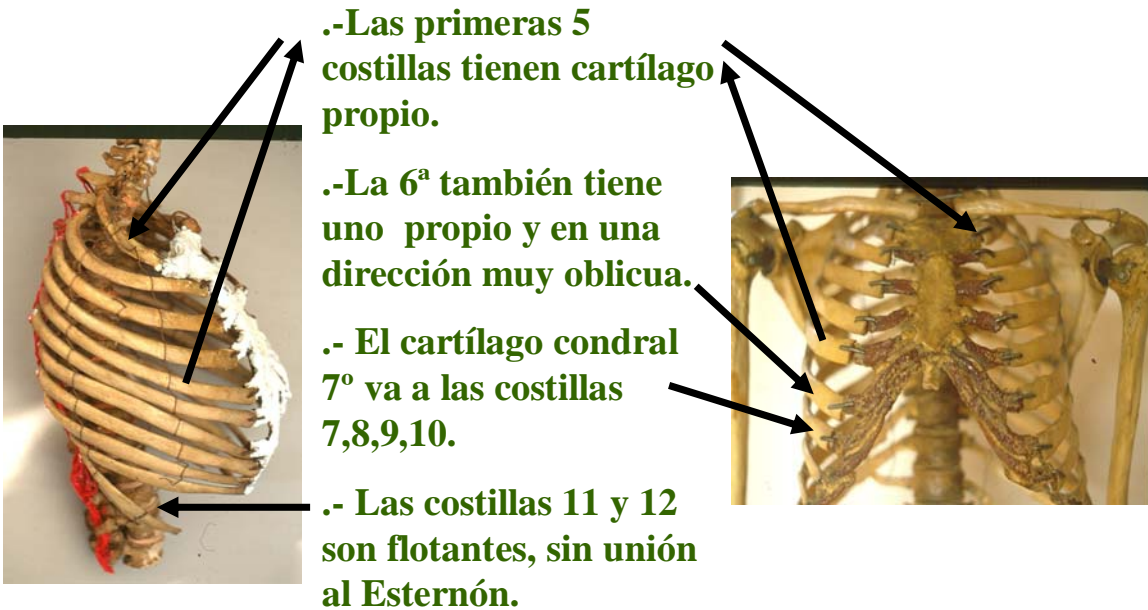 .-Las primeras 5
costillas tienen cartílago
propio.
.-La 6ª también tiene
uno propio y en una
dirección muy oblicua.
.- El cartílago condral
7º va a las costillas
7,8,9,10.
.- Las costillas 11 y 12
son flotantes, sin unión
al Esternón.